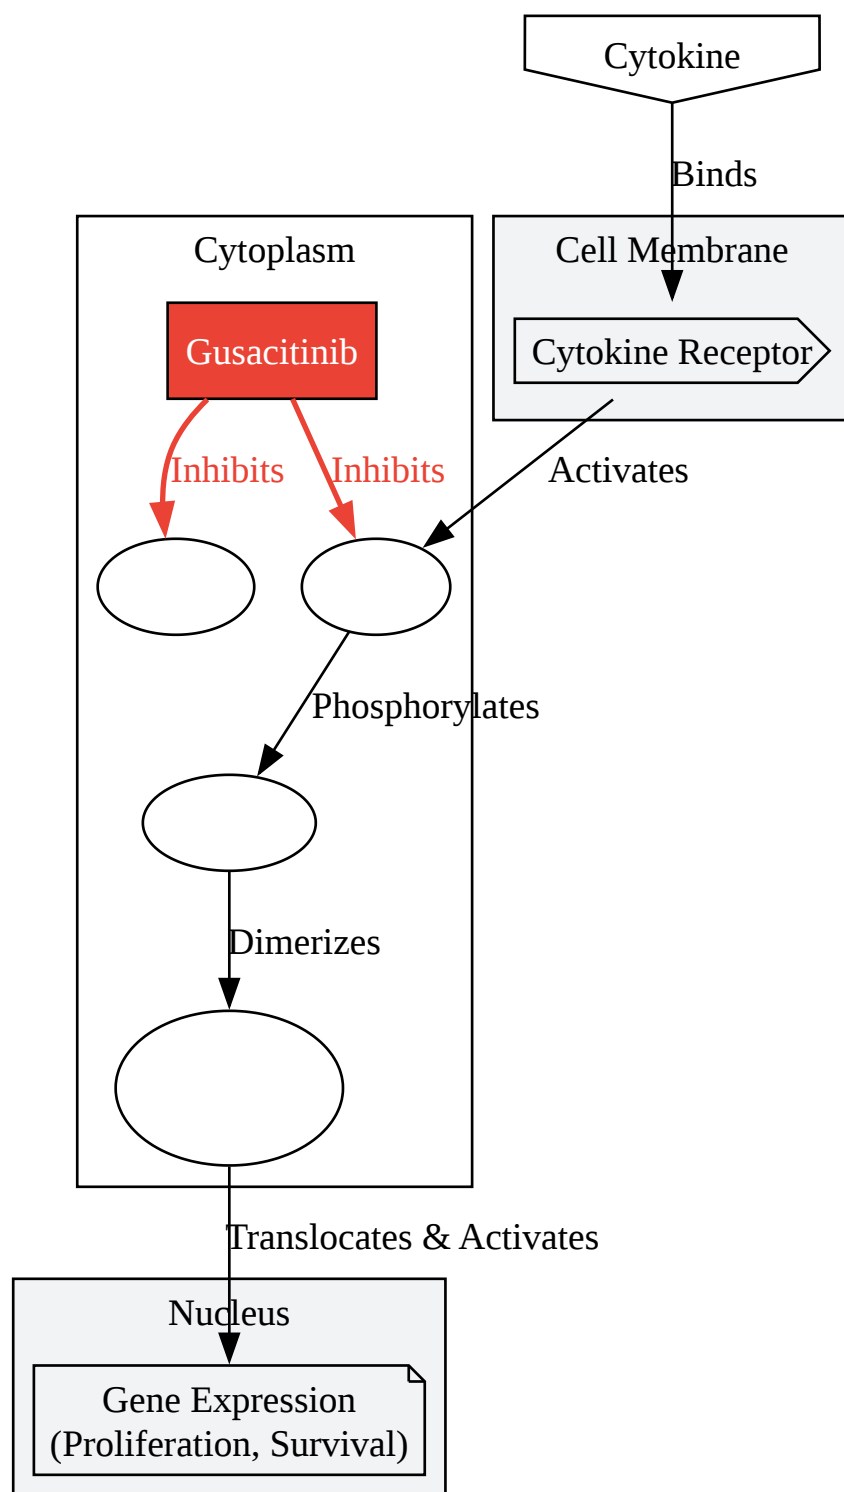 Cytokine
Binds
Cytoplasm
Cell Membrane
Gusacitinib
Cytokine Receptor
Inhibits
Inhibits
Activates
Phosphorylates
Dimerizes
Translocates & Activates
Nucleus
Gene Expression
(Proliferation, Survival)